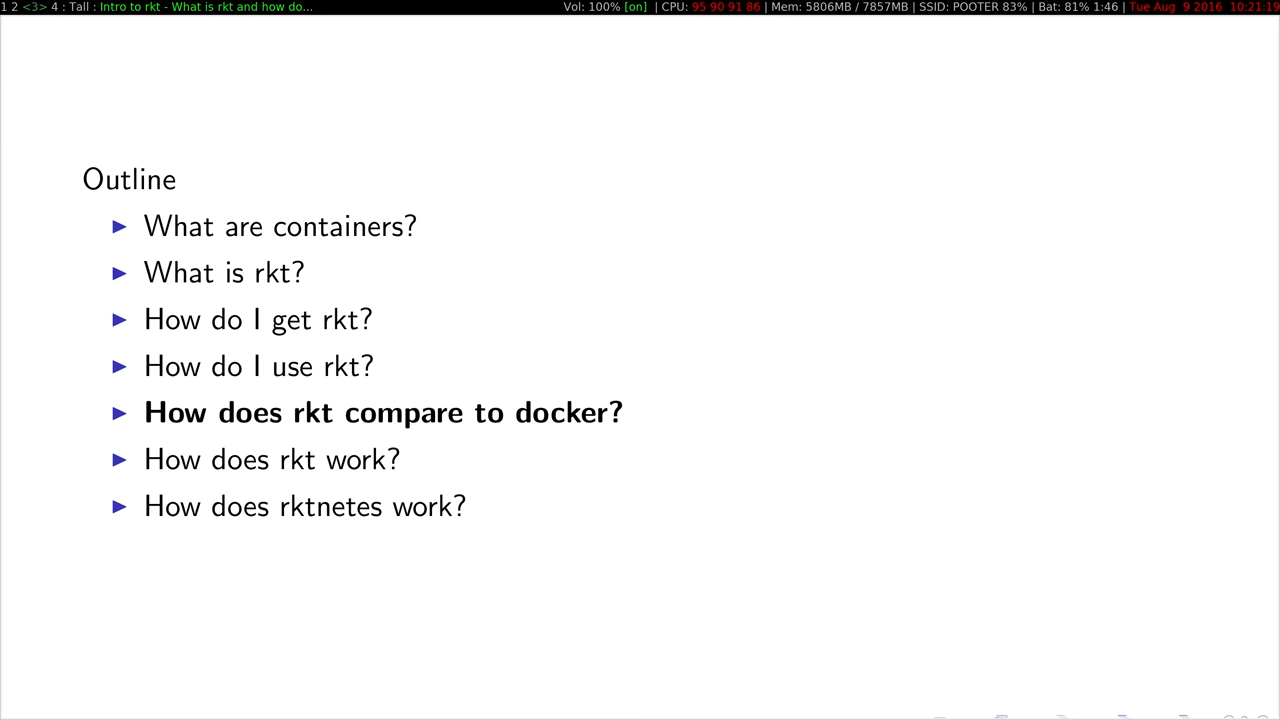 1 2 <3> 4 : Tall : Intro to rkt - What is rkt and how do... Vol: 100% [on] | CPU: 95 90 91 86 | Mem: 5806MB / 7857MB | SSID: POOTER 83% | Bat: 81% 1:46 | Tue Aug 9 2016 10:21:19
Outline
What are containers?
What is rkt?
How do I get rkt?
How do I use rkt?
How does rkt compare to docker?
How does rkt work?
How does rktnetes work?